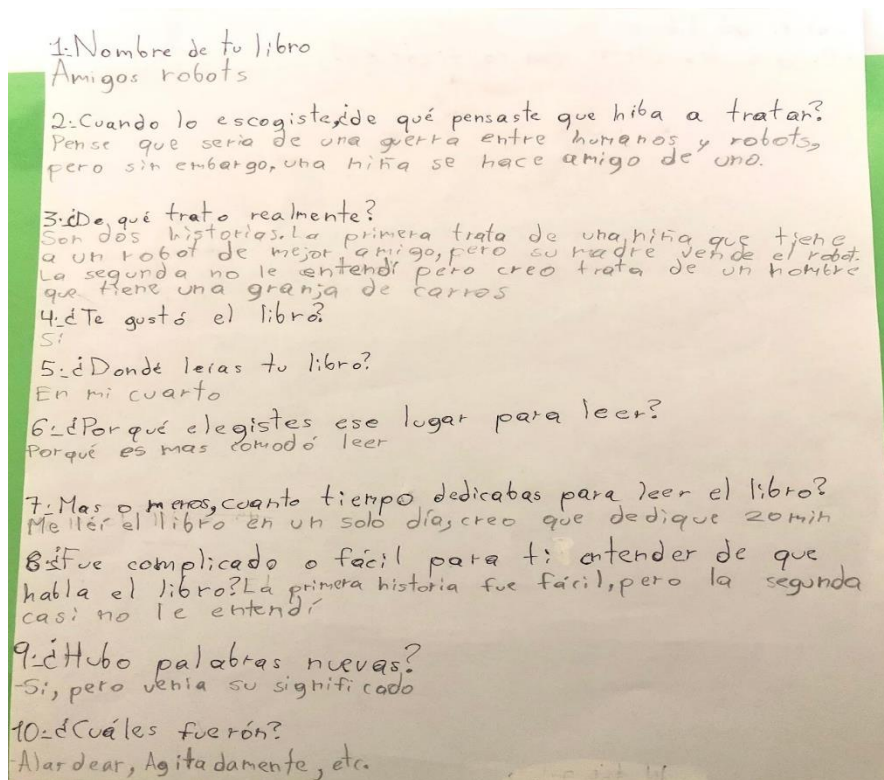 1:Nombre de tu libro
Amigos robots
2:Cuando lo escogiste,¿de qué pensaste que hiba a tratar?
Pense que seria de una guerra entre humanos y robots,
pero sin embargo, una niña se hace amigo de uno.
3:¿De qué trato realmente?
Son dos historias.La primera trata de una niña que tiene
a un robot de mejor amigo,pero su madre vende el robot.
La segunda no le entendí pero creo trata de un hombre
que tiene una granja de carros
4:¿Te gustó el libro?
Sí
5:¿Donde leías tu libro?
En mi cuarto
6:¿Por qué elegistes ese lugar para leer?
Porqué es mas comodó leer
7:Mas o menos,cuanto tiempo dedicabas para leer el libro?
Me leí el libro en un solo día,creo que dedique 20min
8:¿Fue complicado o fácil para ti entender de que
habla el libro?La primera historia fue fácil,pero la segunda
casi no le entendí
9:¿Hubo palabras nuevas?
-Si, pero venia su significado
10:¿Cuáles fuerón?
-Alardear, Agitadamente, etc.